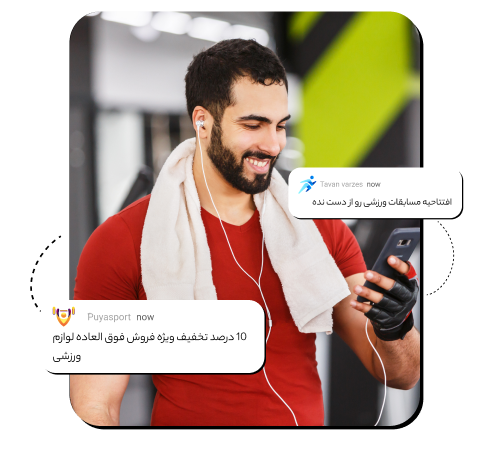 Tavan varzes now
افتتاحیه مسابقات ورزشی رو از دست نده
Puyasport now
10 درصد تخفیف ویژه فروش فوق العاده لوازم
ورزشی